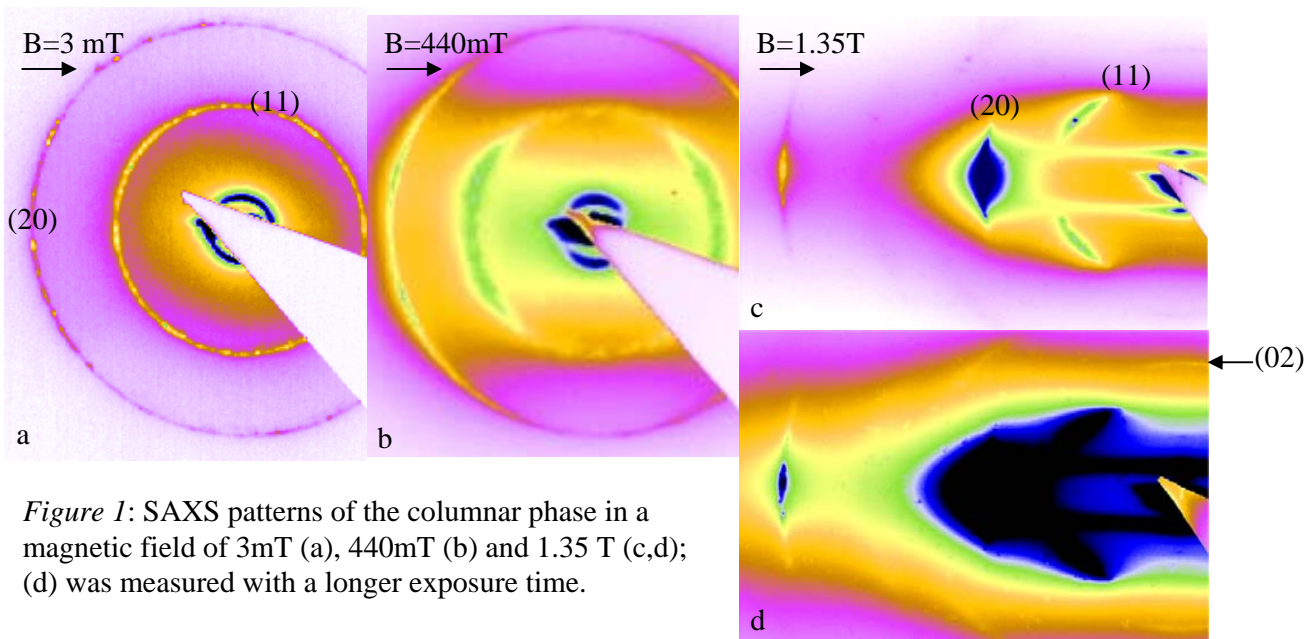 B=3 mT
(11)
(20)
a
B=440mT
b
B=1.35T
(11)
(20)
c
(02)
d
Figure 1: SAXS patterns of the columnar phase in a
magnetic field of 3mT (a), 440mT (b) and 1.35 T (c,d);
(d) was measured with a longer exposure time.